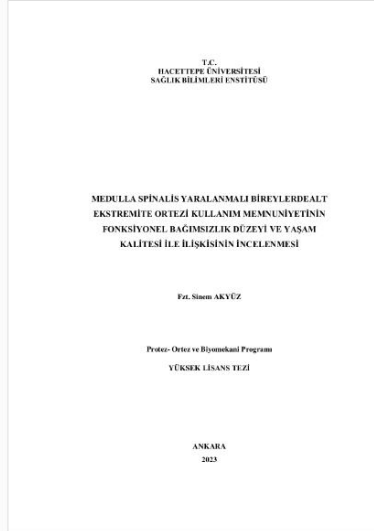 T.C.
HACETTEPE ÜNİVERSİTESİ
SAĞLIK BİLİMLERİ ENSTİTÜSÜ
MEDULLA SPİNALİS YARALANMALI BİREYLERDEALT
EKSTREMİTE ORTEZİ KULLANIM MEMNUNİYETİNİN
FONKSİYONEL BAĞIMSIZLIK DÜZEYİ VE YAŞAM
KALİTESİ İLE İLİŞKİSİNİN İNCELENMESİ
Fzt. Sinem AKYÜZ
Protez- Ortez ve Biyomekani Programı
YÜKSEK LİSANS TEZİ
ANKARA
2023